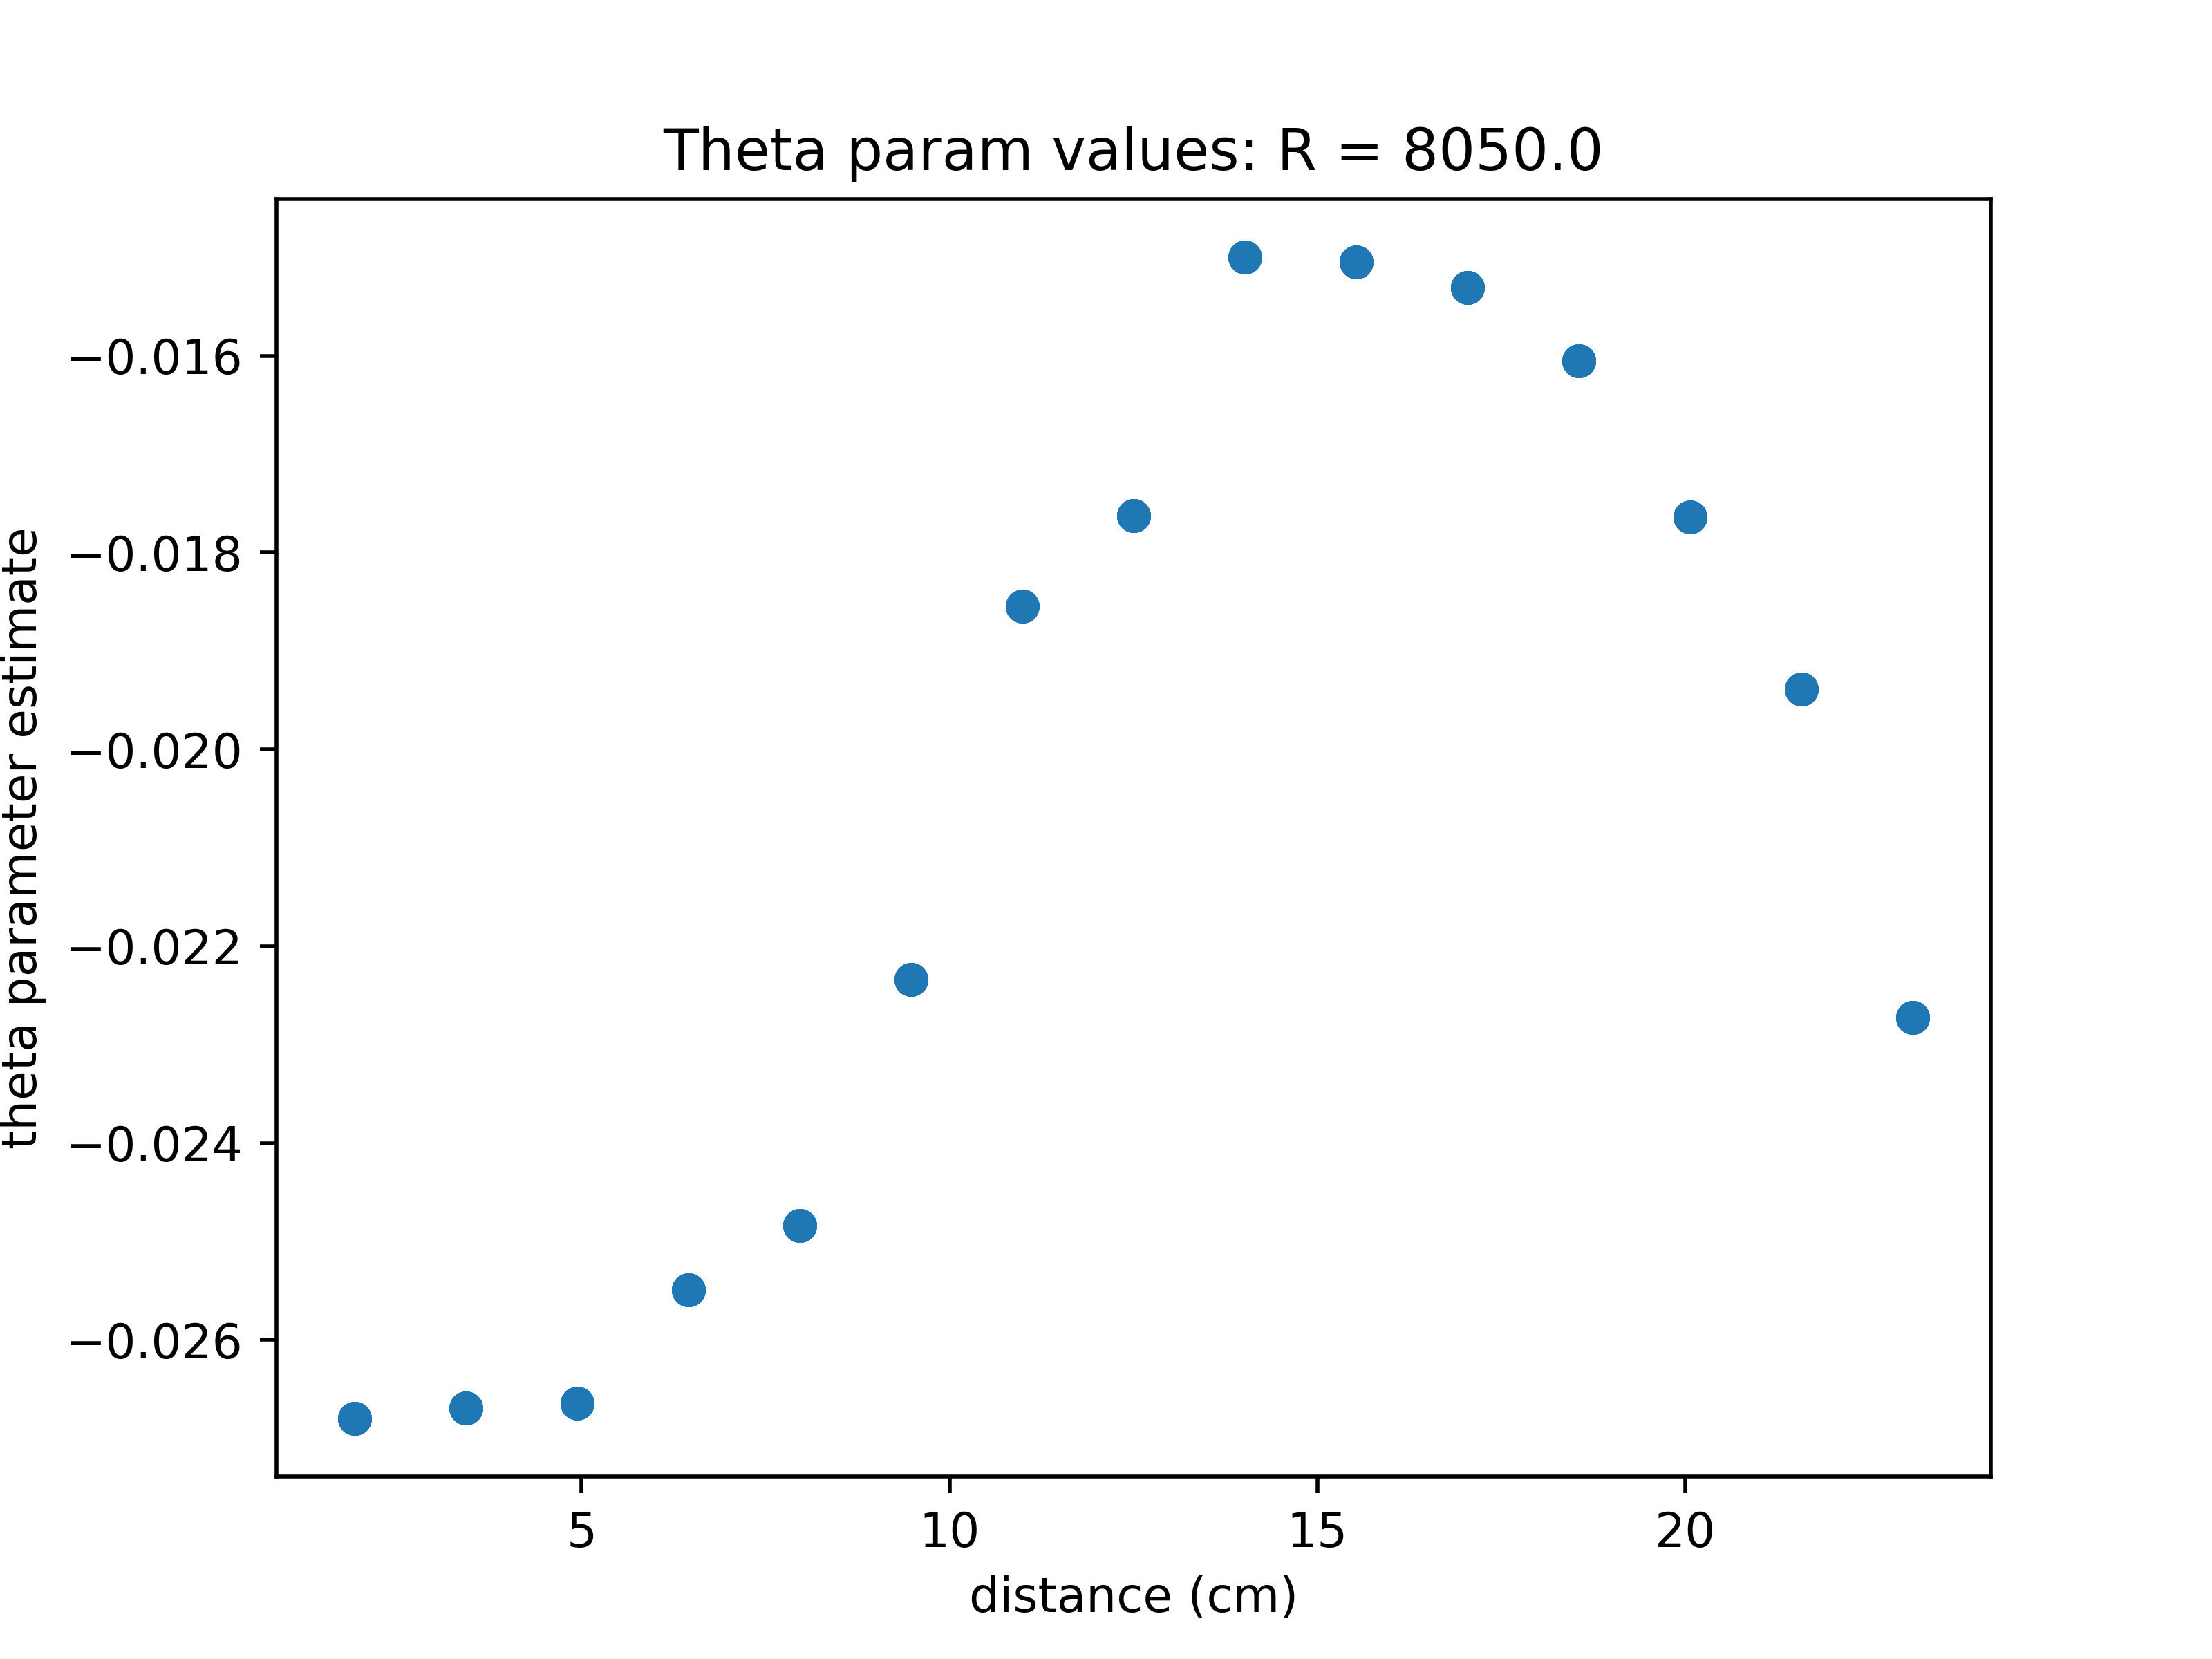 Theta param values: R = 8050.0
theta parameter estimate
−0.016
−0.018
−0.020
−0.022
−0.024
−0.026
5 10 15 20
distance (cm)